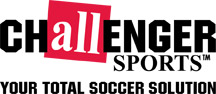 CHallENGER
SPORTS™
YOUR TOTAL SOCCER SOLUTION